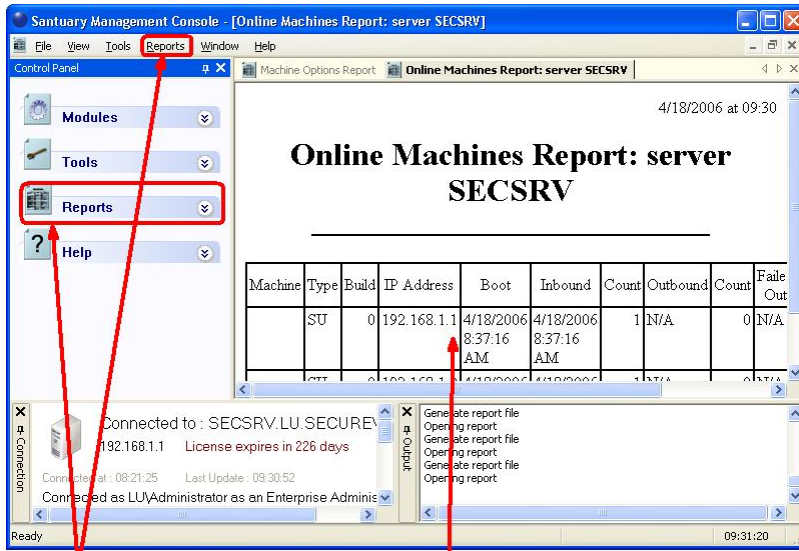 Santuary Management Console - [Online Machines Report: server SECSRV]
File View Tools Reports Window Help
Control Panel
Machine Options Report Online Machines Report: server SECSRV
Modules
Tools
Reports
Help
4/18/2006 at 09:30
Online Machines Report: server
SECSRV
Machine Type Build IP Address Boot Inbound Count Outbound Count Faile
Out
SU 0 192.168.1.1 4/18/2006 4/18/2006 1 N/A 0 N/A
8:37:16 8:37:16
AM AM
Connection
Connected to : SECSRV.LU.SECURE
192.168.1.1 License expires in 226 days
Connected at : 08:21:25 Last Update : 09:30:52
Connected as LU\Administrator as an Enterprise Adminis
Output
Generate report file
Opening report
Generate report file
Opening report
Generate report file
Opening report
Ready 09:31:20